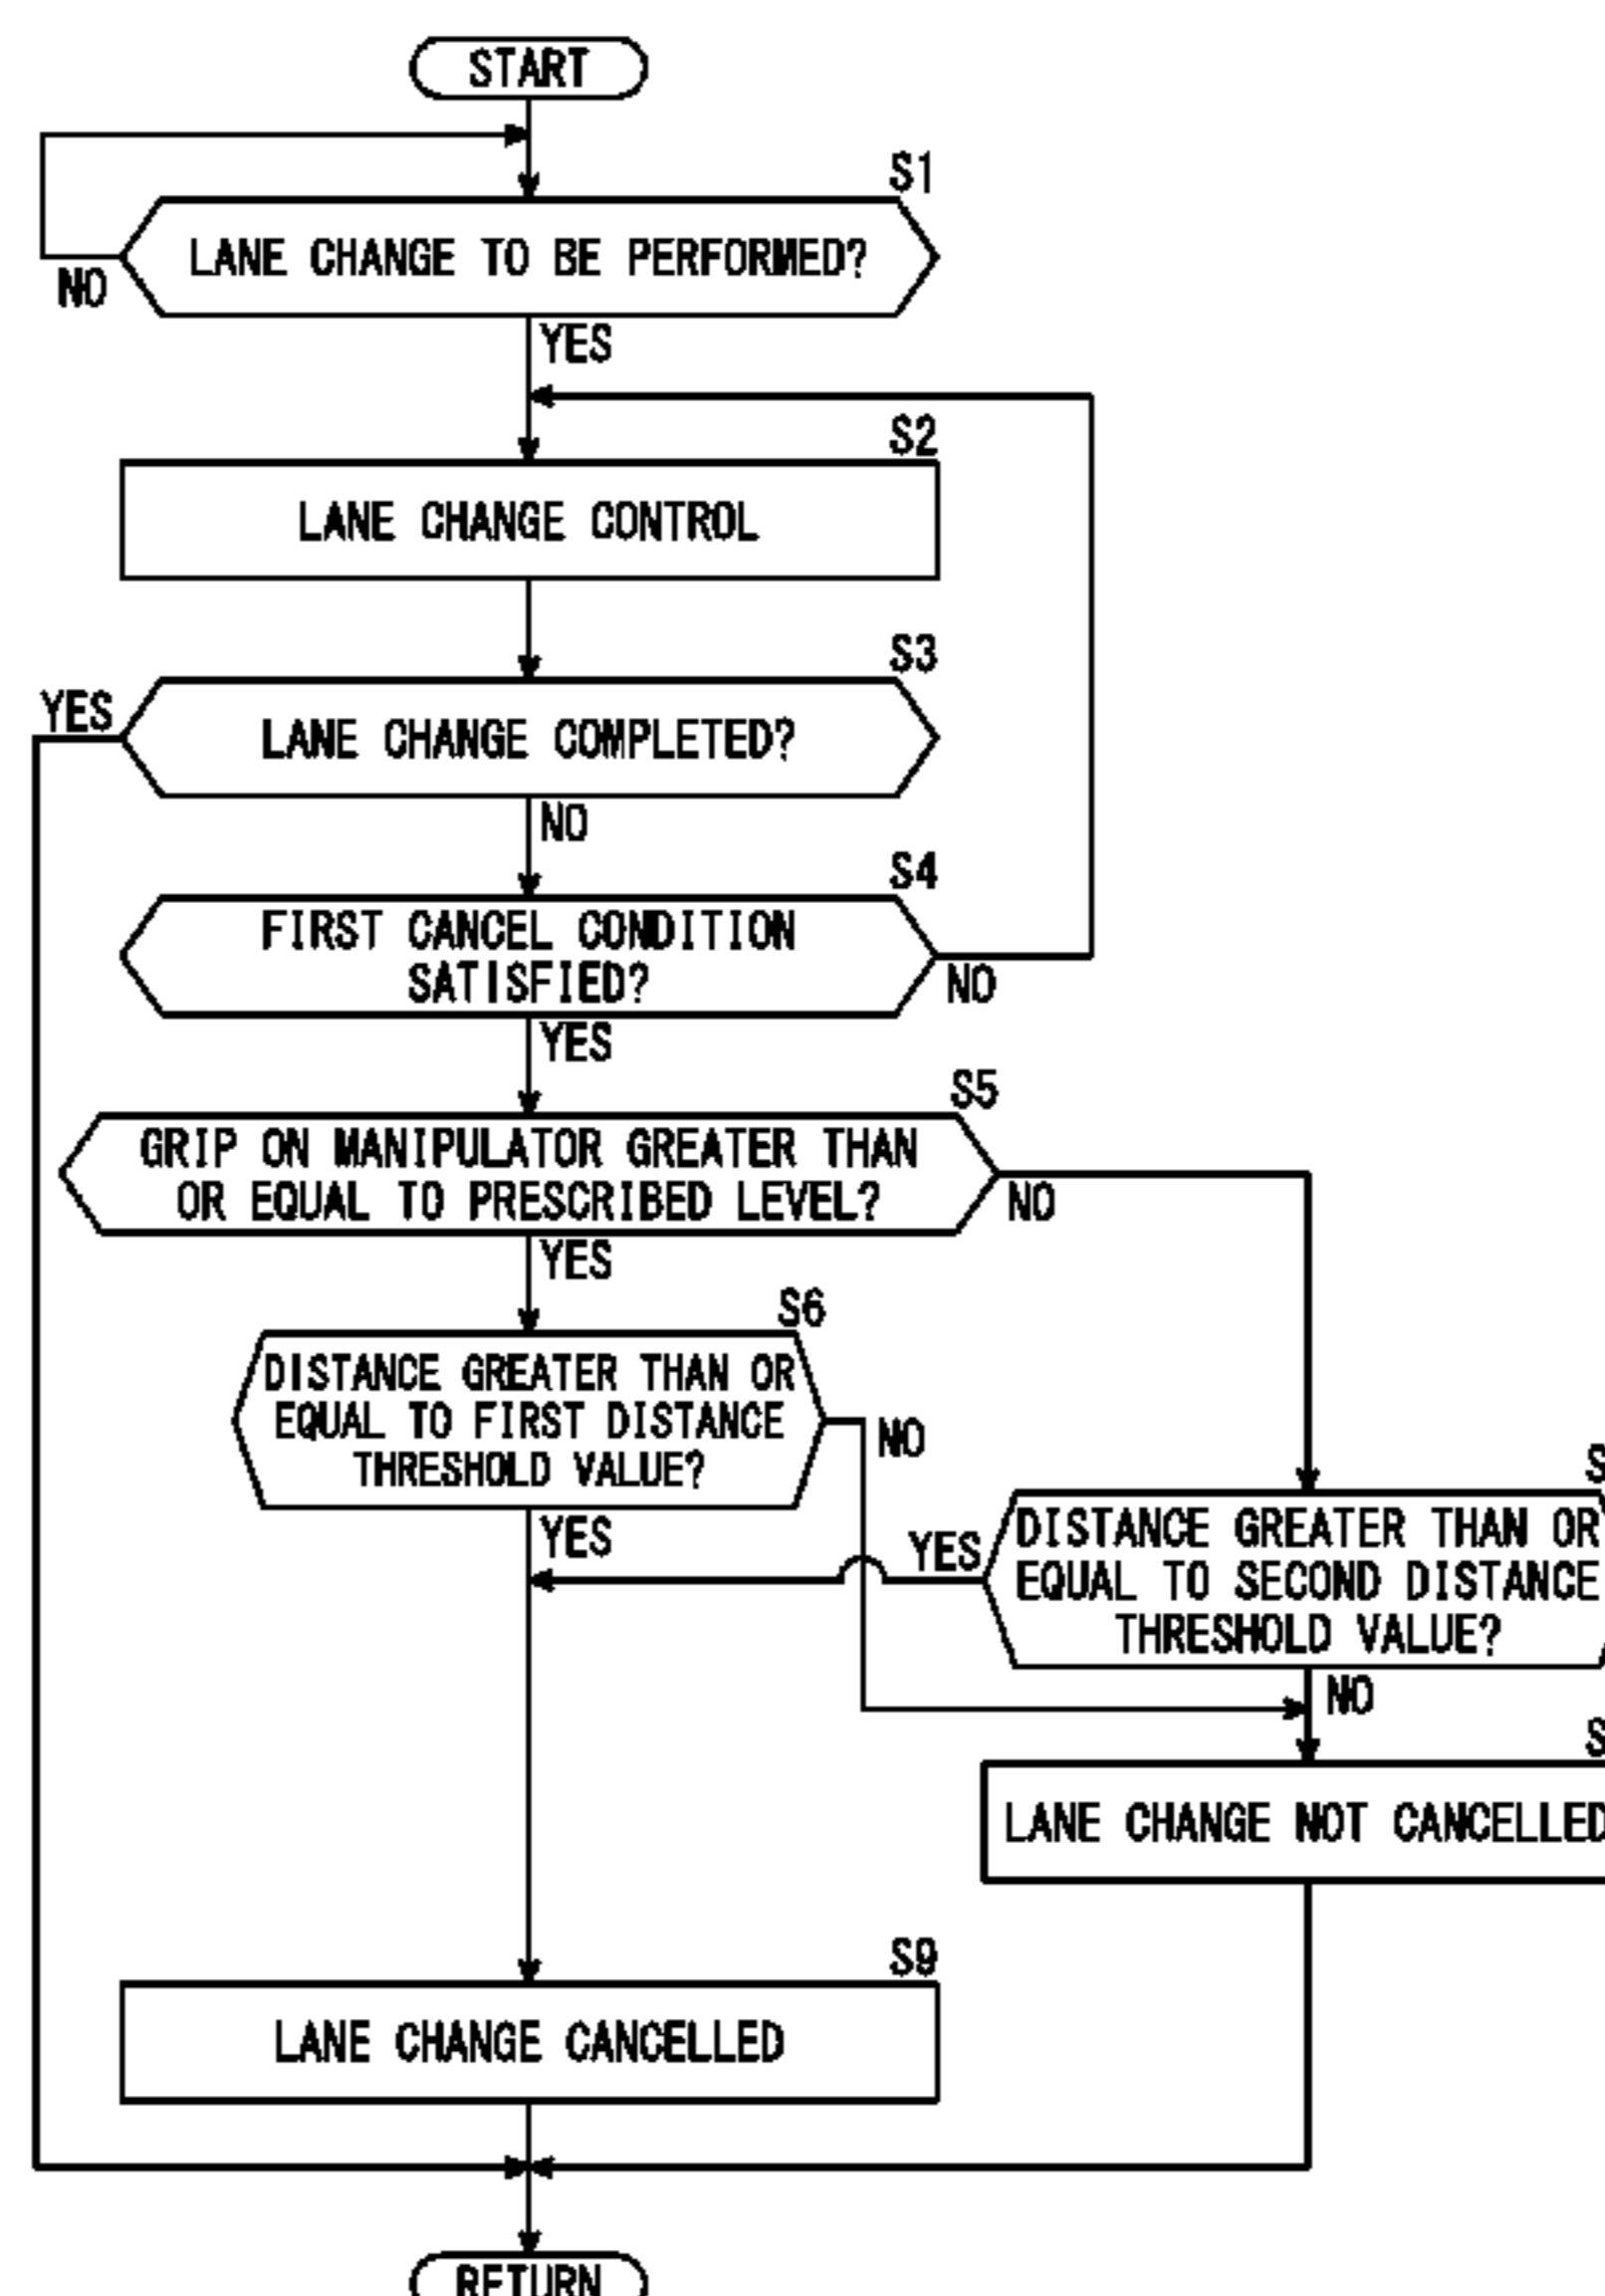 START
S1
LANE CHANGE TO BE PERFORMED?
NO
YES
S2
LANE CHANGE CONTROL
S3
YES
LANE CHANGE COMPLETED?
NO
S4
FIRST CANCEL CONDITION
SATISFIED?
NO
YES
S5
GRIP ON MANIPULATOR GREATER THAN
OR EQUAL TO PRESCRIBED LEVEL?
NO
YES
S6
DISTANCE GREATER THAN OR
EQUAL TO FIRST DISTANCE
THRESHOLD VALUE?
NO
YES
S
YES
DISTANCE GREATER THAN OR
EQUAL TO SECOND DISTANCE
THRESHOLD VALUE?
NO
S
LANE CHANGE NOT CANCELLED
S9
LANE CHANGE CANCELLED
RETURN